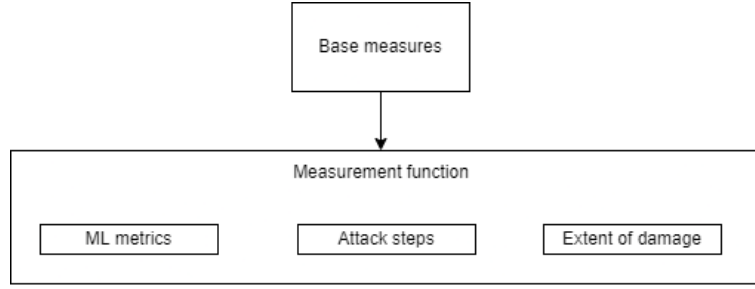 Base measures
Measurement function
ML metrics
Attack steps
Extent of damage